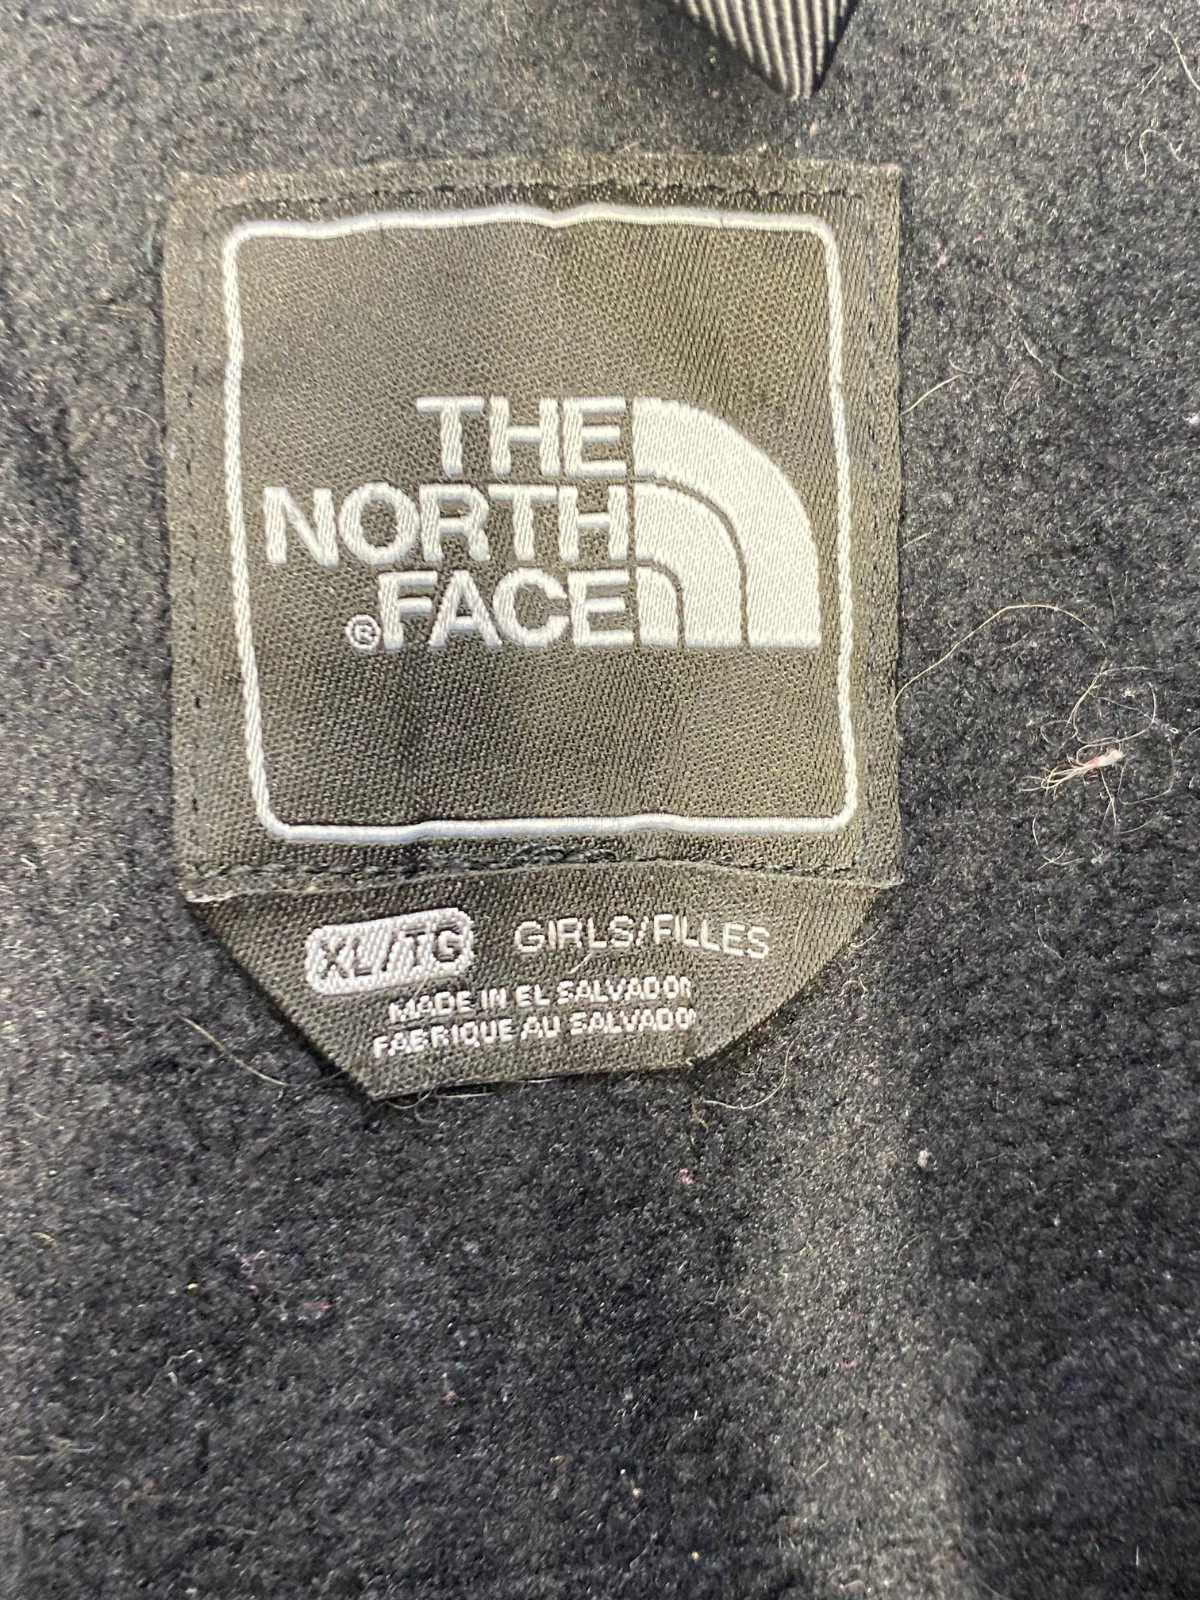 THE
NORTH
®FACE
XL/TG GIRLS/FILLES
MADE IN EL SALVADOR
FABRIQUE AU SALVADOR